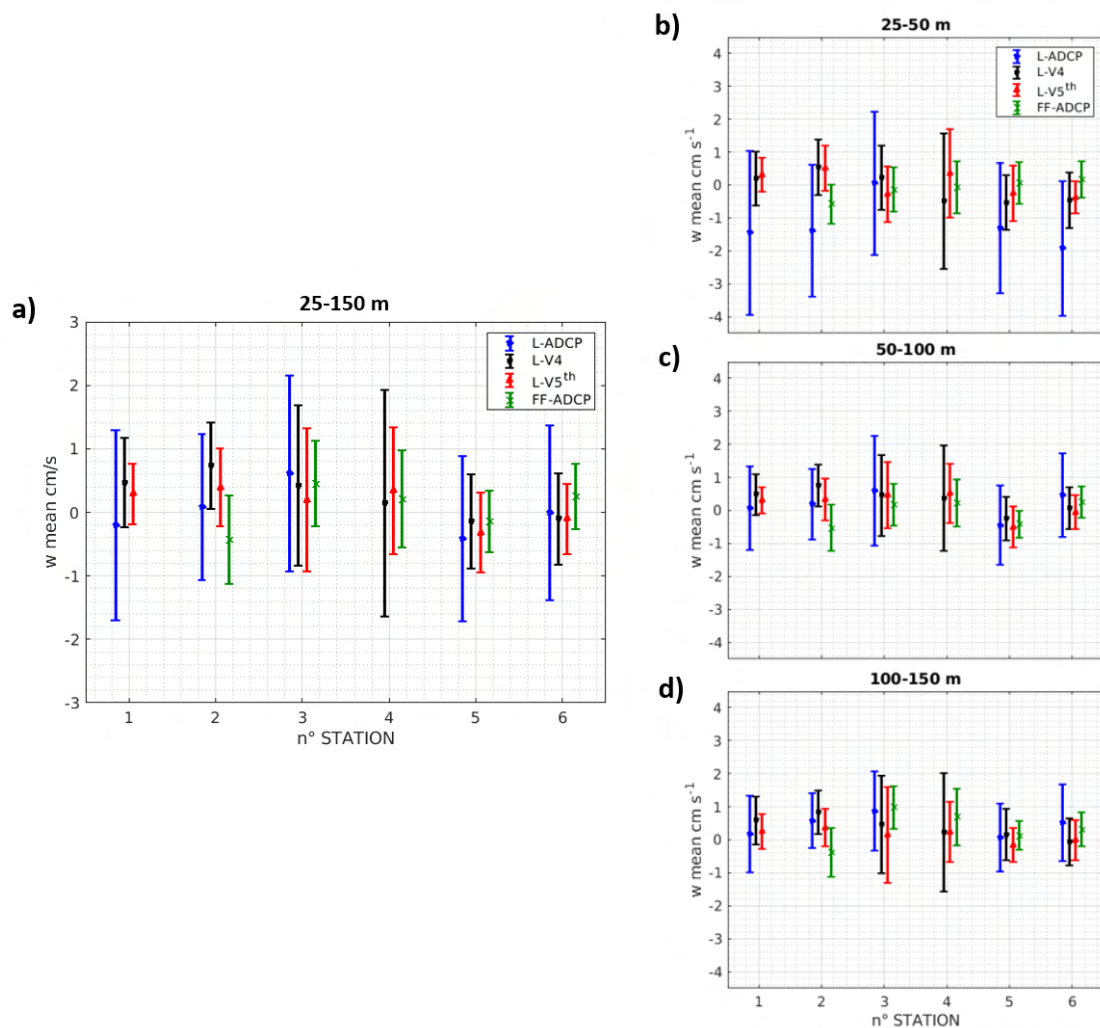 a)
25-150 m
w mean cm/s
3
2
1
0
-1
-2
-3
L-ADCP
L-V4
L-V5th
FF-ADCP
1 2 3 4 5 6
n° STATION
b)
25-50 m
w mean cm s-1
4
3
2
1
0
-1
-2
-3
-4
L-ADCP
L-V4
L-V5th
FF-ADCP
c)
50-100 m
w mean cm s-1
4
3
2
1
0
-1
-2
-3
-4
d)
100-150 m
w mean cm s-1
4
3
2
1
0
-1
-2
-3
-4
1 2 3 4 5 6
n° STATION